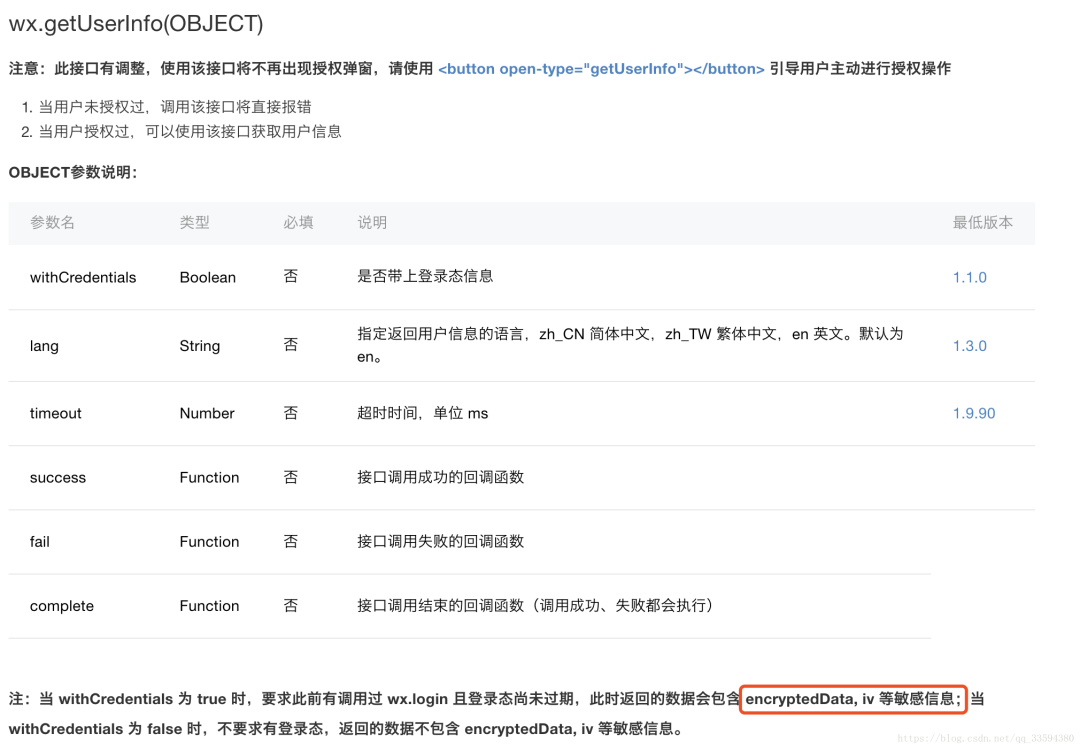 wx.getUserInfo(OBJECT)
注意：此接口有调整，使用该接口将不再出现授权弹窗，请使用 <button open-type="getUserInfo"></button> 引导用户主动进行授权操作
1. 当用户未授权过，调用该接口将直接报错
2. 当用户授权过，可以使用该接口获取用户信息
OBJECT参数说明：
参数名 类型 必填 说明 最低版本
withCredentials Boolean 否 是否带上登录态信息 1.1.0
lang String 否 指定返回用户信息的语言，zh_CN 简体中文，zh_TW 繁体中文，en 英文。默认为
en。 1.3.0
timeout Number 否 超时时间，单位 ms 1.9.90
success Function 否 接口调用成功的回调函数
fail Function 否 接口调用失败的回调函数
complete Function 否 接口调用结束的回调函数（调用成功、失败都会执行）
注：当 withCredentials 为 true 时，要求此前有调用过 wx.login 且登录态尚未过期，此时返回的数据会包含 encryptedData, iv 等敏感信息；当
withCredentials 为 false 时，不要求有登录态，返回的数据不包含 encryptedData, iv 等敏感信息。
https://blog.csdn.net/qq_33594380